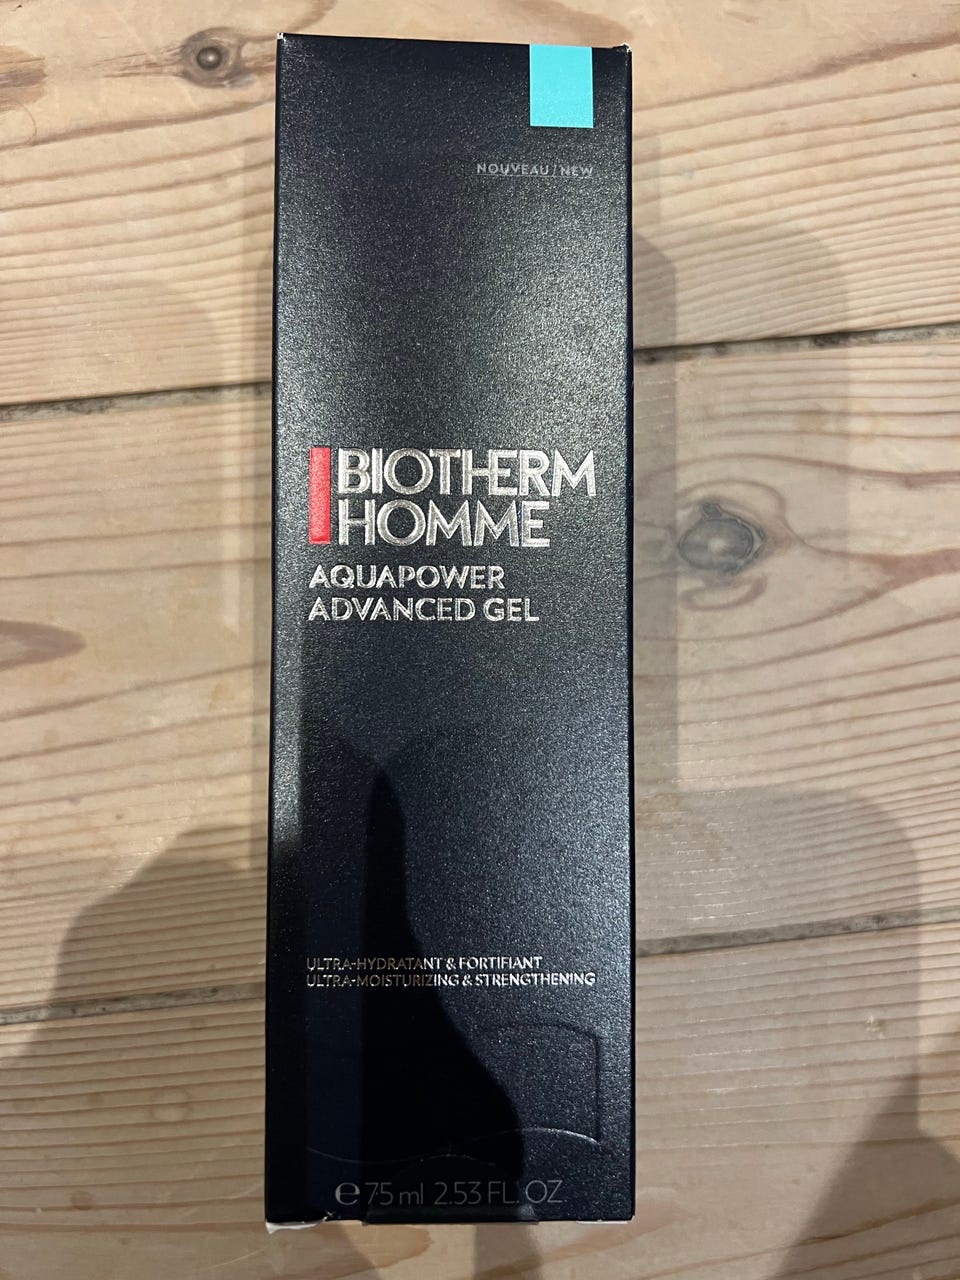 NOUVEAU / NEW
BIOTHERM
HOMME
AQUAPOWER
ADVANCED GEL
ULTRA-HYDRATANT & FORTIFIANT
ULTRA-MOISTURIZING & STRENGTHENING
℮ 75 ml 2.53 FL. OZ.